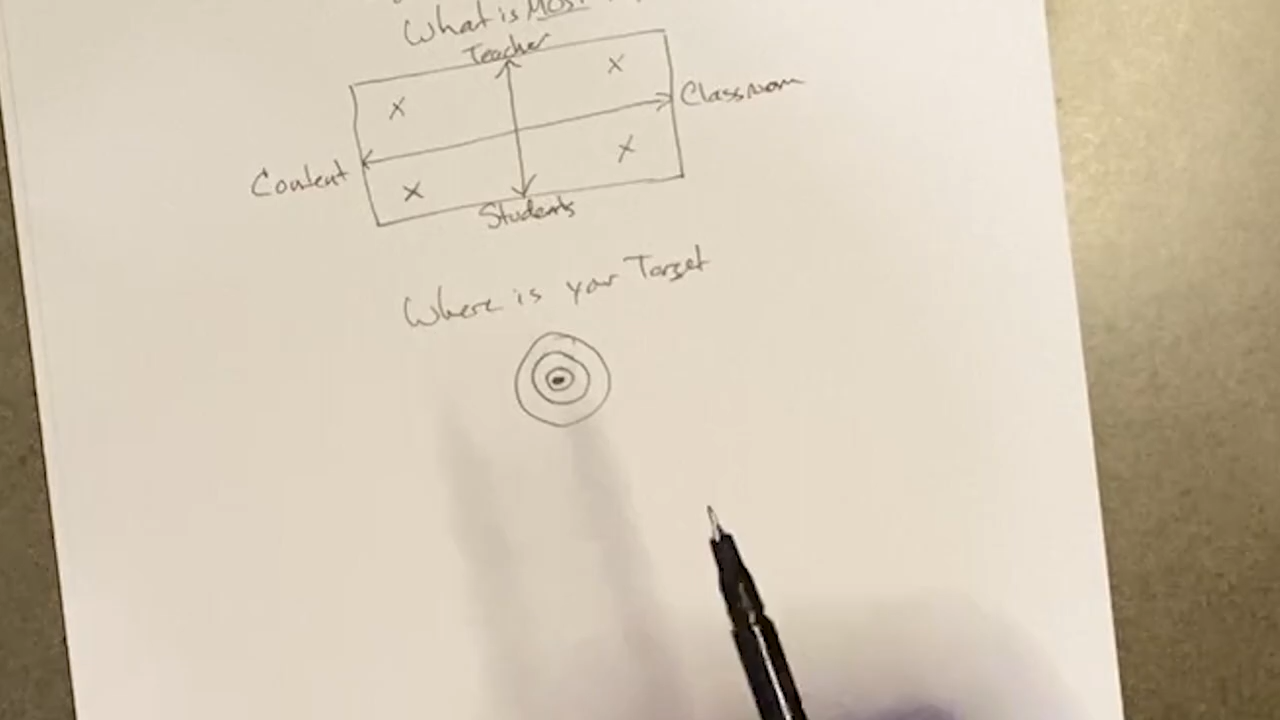 What is Most
Teacher
X
X
Classroom
X
Content
X
Students
Where is your Target